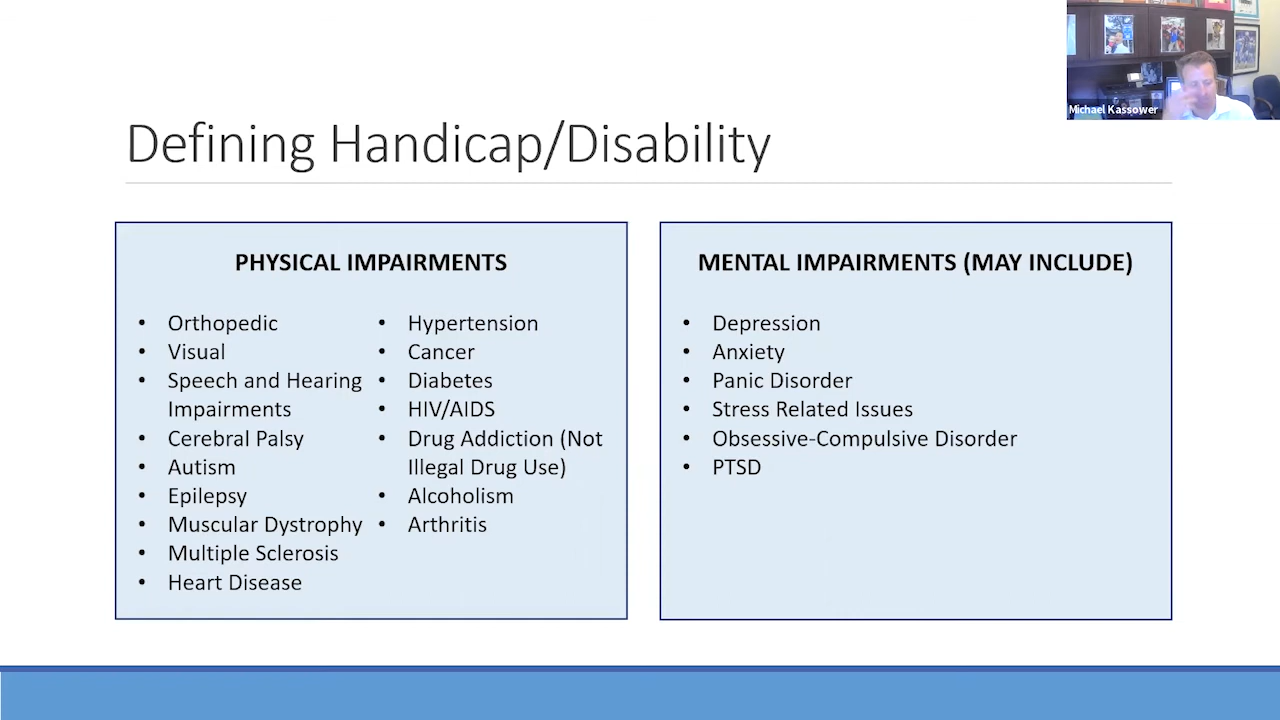 Michael Kassower
Defining Handicap/Disability
PHYSICAL IMPAIRMENTS
• Orthopedic
• Visual
• Speech and Hearing
Impairments
• Cerebral Palsy
• Autism
• Epilepsy
• Muscular Dystrophy
• Multiple Sclerosis
• Heart Disease
• Hypertension
• Cancer
• Diabetes
• HIV/AIDS
• Drug Addiction (Not
Illegal Drug Use)
• Alcoholism
• Arthritis
MENTAL IMPAIRMENTS (MAY INCLUDE)
• Depression
• Anxiety
• Panic Disorder
• Stress Related Issues
• Obsessive-Compulsive Disorder
• PTSD